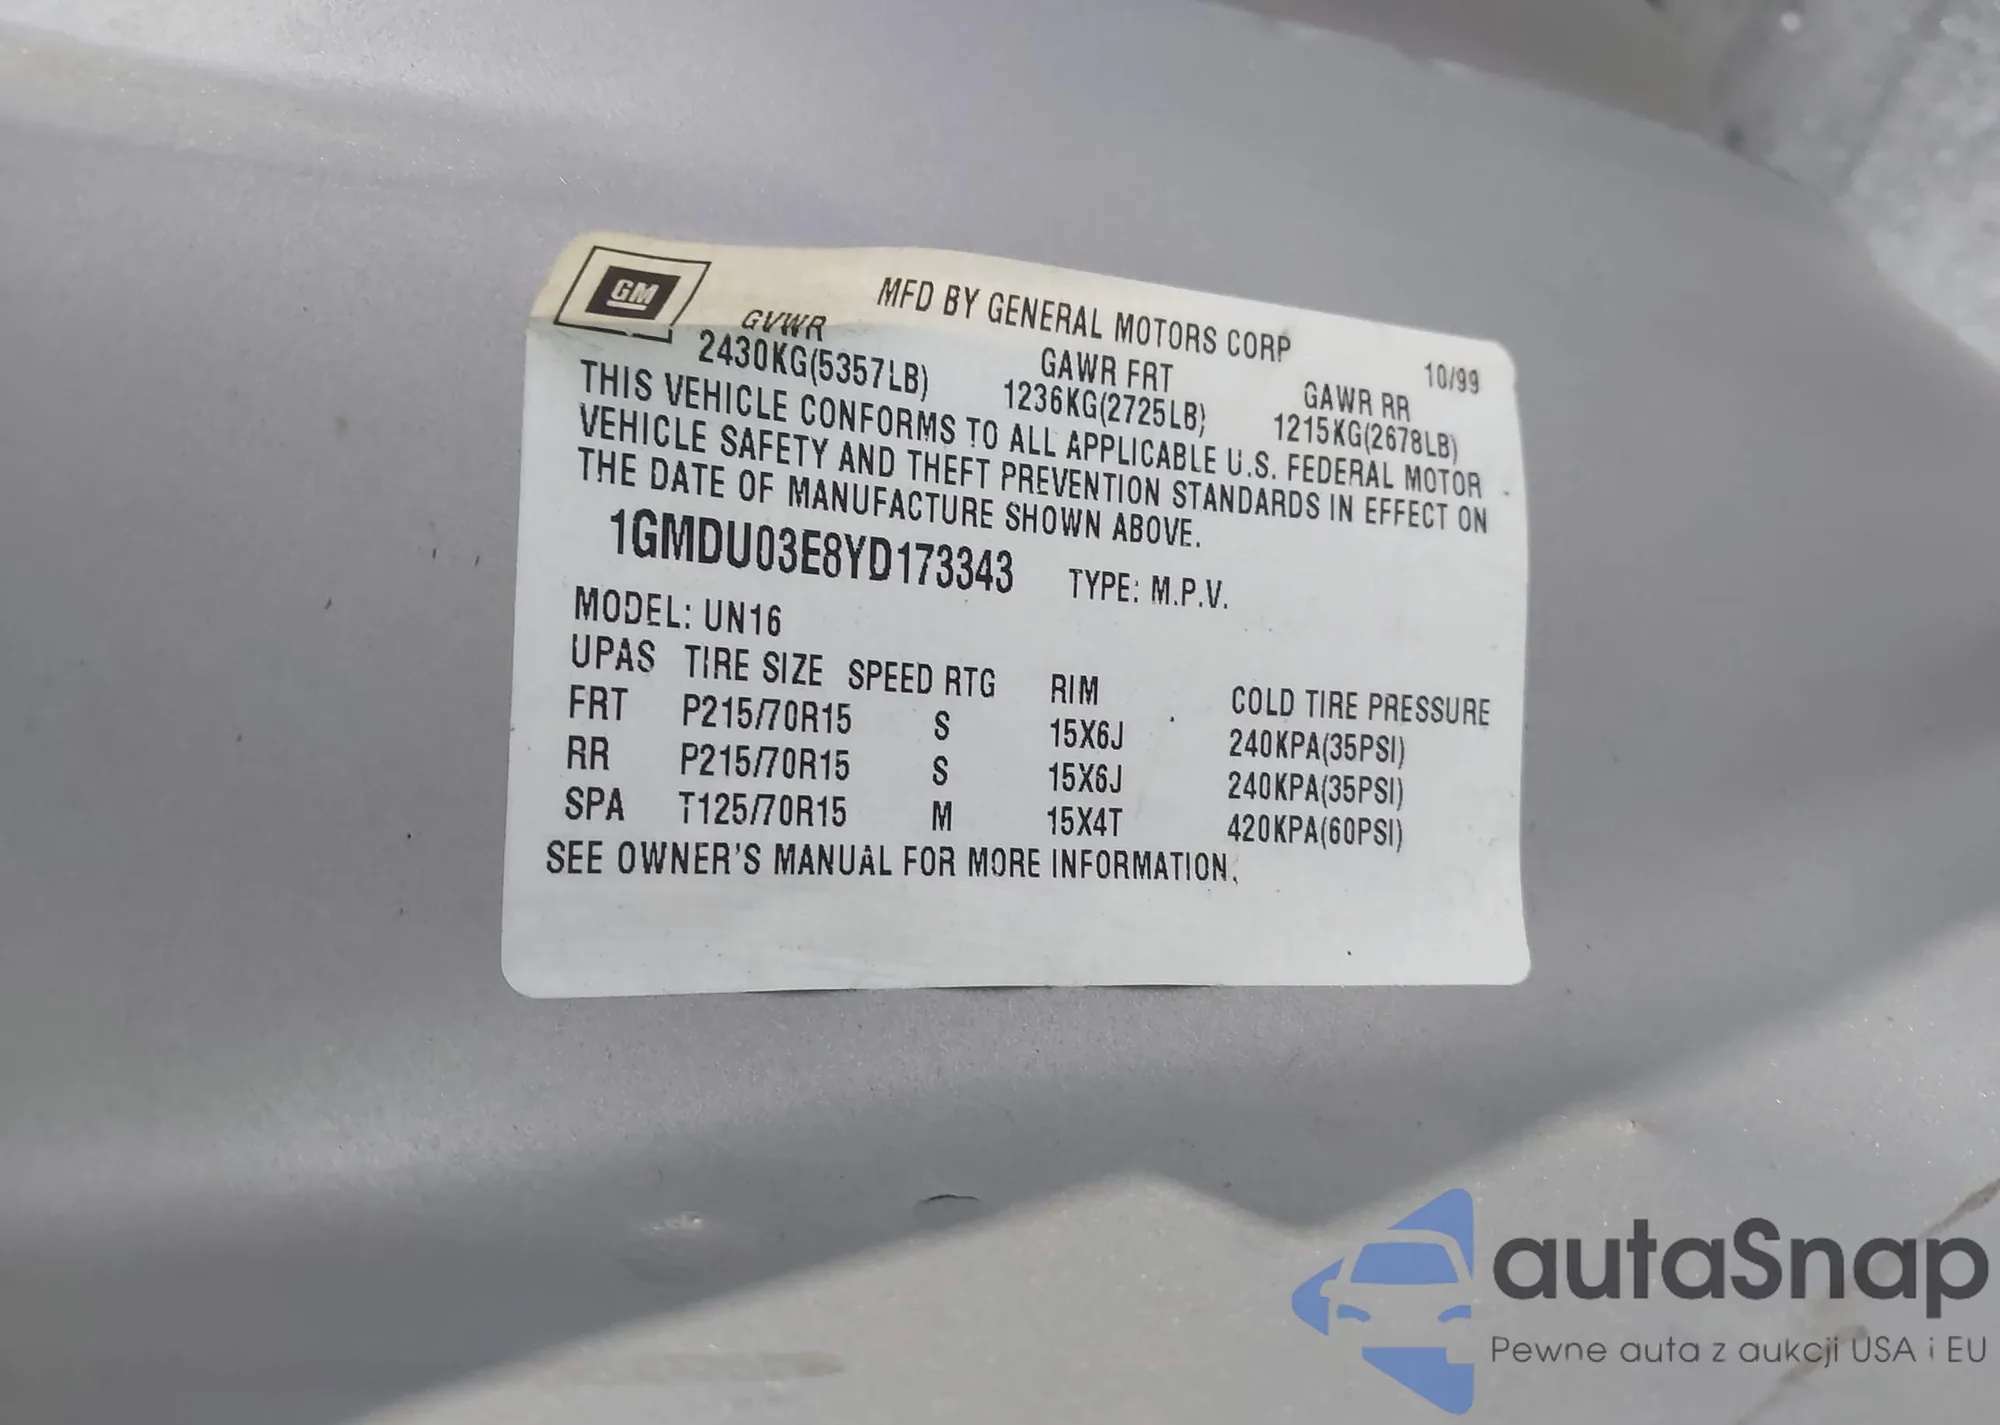 GM
MFD BY GENERAL MOTORS CORP 10/99
GVWR GAWR FRT GAWR RR
2430KG(5357LB) 1236KG(2725LB) 1215KG(2678LB)
THIS VEHICLE CONFORMS TO ALL APPLICABLE U.S. FEDERAL MOTOR
VEHICLE SAFETY AND THEFT PREVENTION STANDARDS IN EFFECT ON
THE DATE OF MANUFACTURE SHOWN ABOVE.
1GMDU03E8YD173343 TYPE: M.P.V.
MODEL: UN16
UPAS TIRE SIZE SPEED RTG RIM COLD TIRE PRESSURE
FRT P215/70R15 S 15X6J 240KPA(35PSI)
RR P215/70R15 S 15X6J 240KPA(35PSI)
SPA T125/70R15 M 15X4T 420KPA(60PSI)
SEE OWNER'S MANUAL FOR MORE INFORMATION.
autaSnap
Pewne auta z aukcji USA i EU